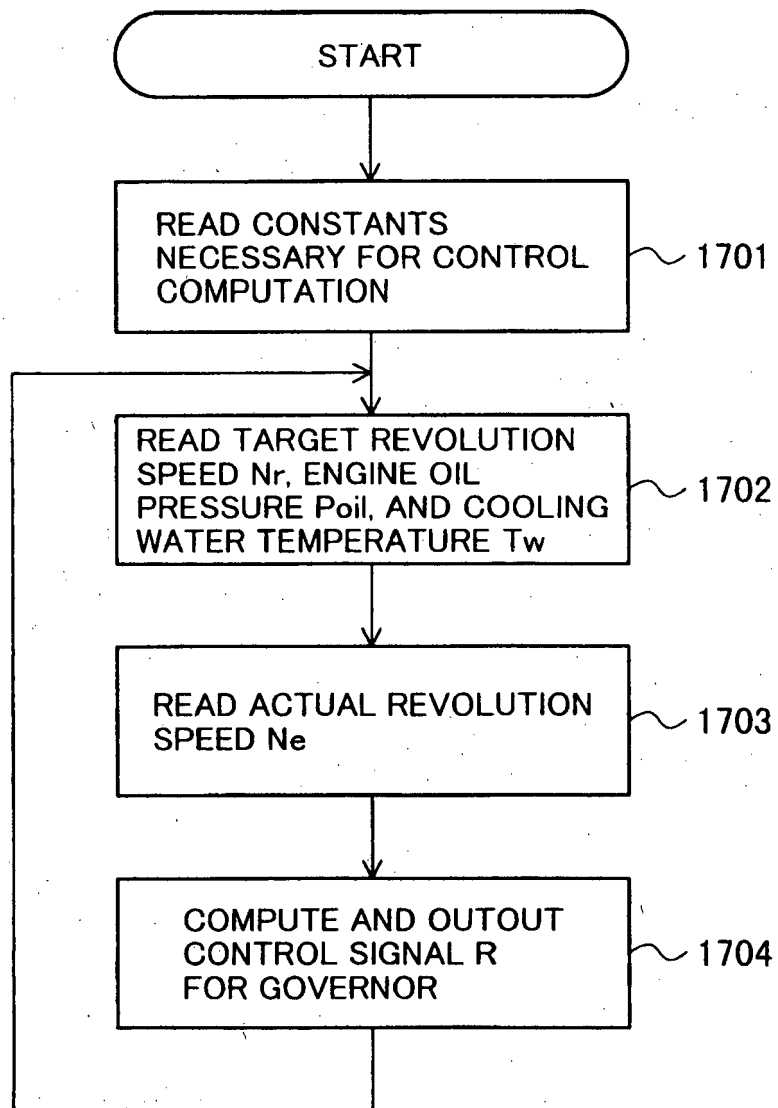 START
READ CONSTANTS
NECESSARY FOR CONTROL
COMPUTATION
1701
READ TARGET REVOLUTION
SPEED Nr, ENGINE OIL
PRESSURE Poil, AND COOLING
WATER TEMPERATURE Tw
1702
READ ACTUAL REVOLUTION
SPEED Ne
1703
COMPUTE AND OUTOUT
CONTROL SIGNAL R
FOR GOVERNOR
1704